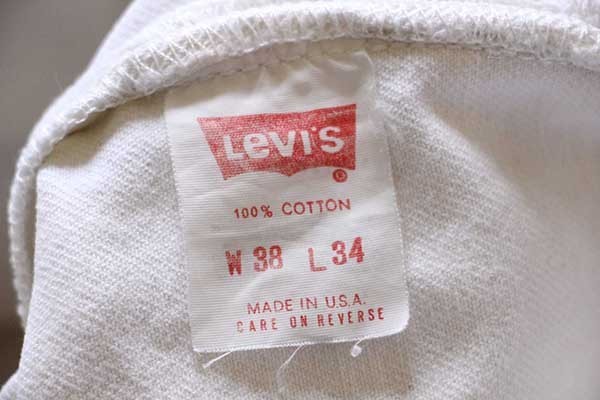 Levi's
®
100% COTTON
W 38 L 34
MADE IN U.S.A.
CARE ON REVERSE